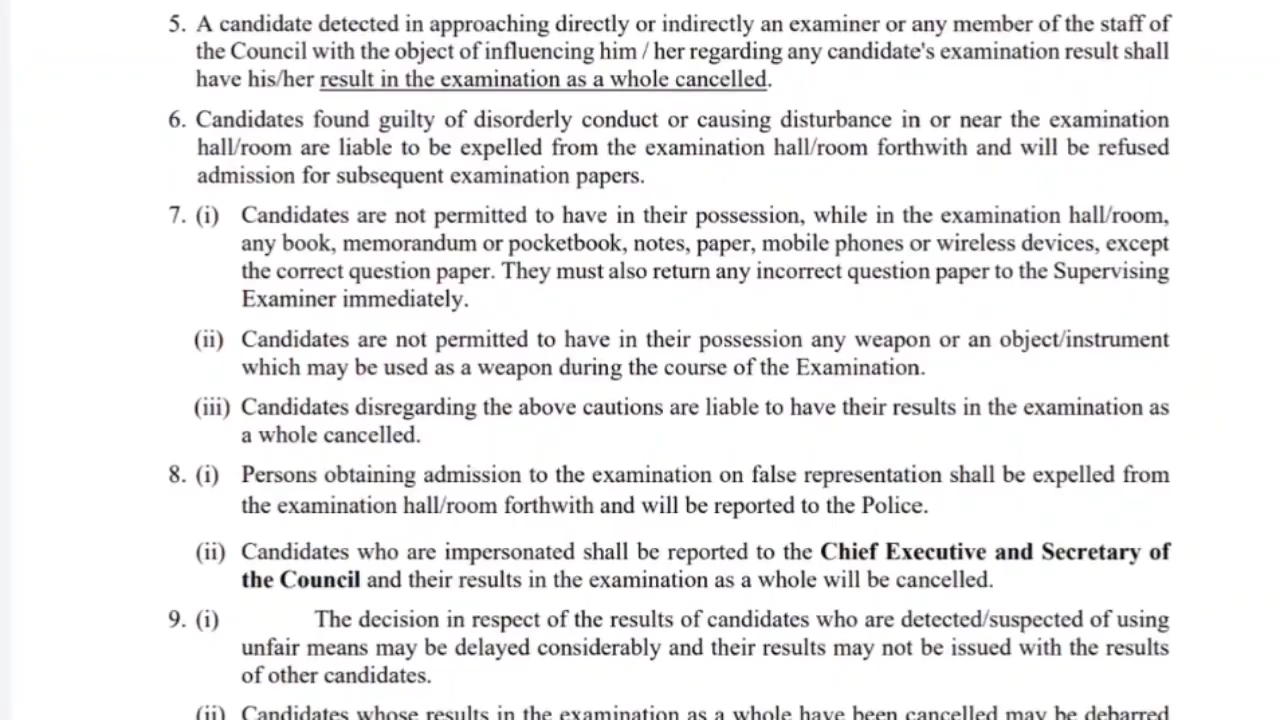 5. A candidate detected in approaching directly or indirectly an examiner or any member of the staff of
the Council with the object of influencing him / her regarding any candidate's examination result shall
have his/her result in the examination as a whole cancelled.
6. Candidates found guilty of disorderly conduct or causing disturbance in or near the examination
hall/room are liable to be expelled from the examination hall/room forthwith and will be refused
admission for subsequent examination papers.
7. (i) Candidates are not permitted to have in their possession, while in the examination hall/room,
any book, memorandum or pocketbook, notes, paper, mobile phones or wireless devices, except
the correct question paper. They must also return any incorrect question paper to the Supervising
Examiner immediately.
(ii) Candidates are not permitted to have in their possession any weapon or an object/instrument
which may be used as a weapon during the course of the Examination.
(iii) Candidates disregarding the above cautions are liable to have their results in the examination as
a whole cancelled.
8. (i) Persons obtaining admission to the examination on false representation shall be expelled from
the examination hall/room forthwith and will be reported to the Police.
(ii) Candidates who are impersonated shall be reported to the Chief Executive and Secretary of
the Council and their results in the examination as a whole will be cancelled.
9. (i) The decision in respect of the results of candidates who are detected/suspected of using
unfair means may be delayed considerably and their results may not be issued with the results
of other candidates.
(ii) Candidates whose results in the examination as a whole have been cancelled may be debarred